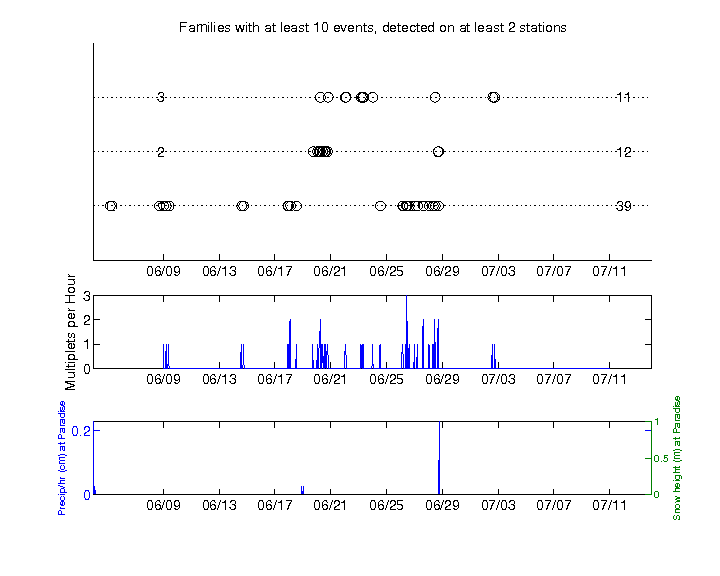 Families with at least 10 events, detected on at least 2 stations
3 11
2 12
39
06/09 06/13 06/17 06/21 06/25 06/29 07/03 07/07 07/11
Multiplets per Hour
3
2
1
0
06/09 06/13 06/17 06/21 06/25 06/29 07/03 07/07 07/11
Precip/hr (cm) at Paradise
0.2
0
1
0.5
0
Snow height (m) at Paradise
06/09 06/13 06/17 06/21 06/25 06/29 07/03 07/07 07/11